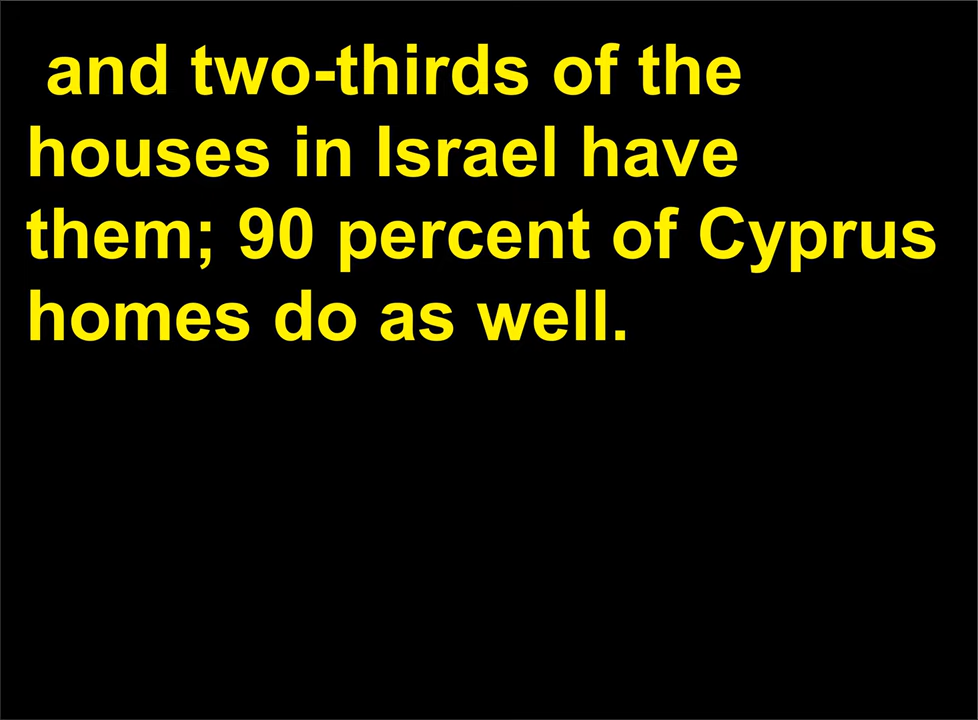 and two-thirds of the
houses in Israel have
them; 90 percent of Cyprus
homes do as well.